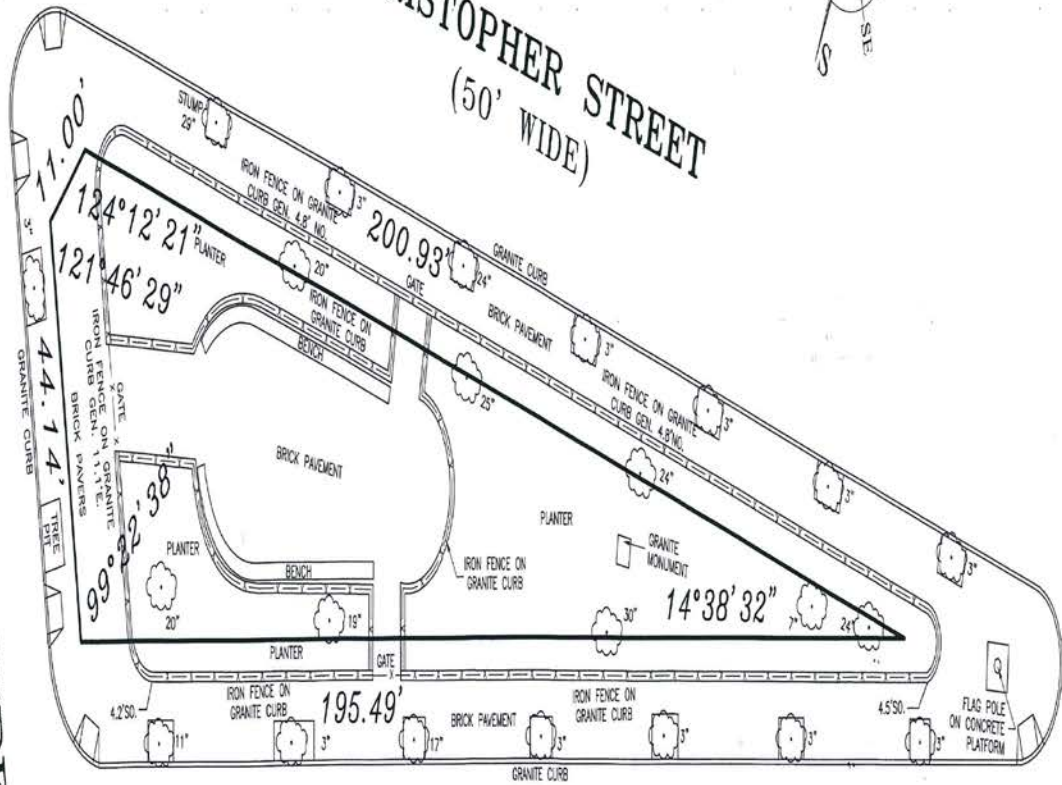 ISTOPHER STREET
(50' WIDE)
S
SE
11.00'
STUMP
29"
IRON FENCE ON GRANITE
CURB GEN. 4.8' NO.
3"
200.93'
24"
GRANITE CURB
124°12'21"
PLANTER
20"
GATE
BRICK PAVEMENT
3"
3"
121°46'29"
IRON FENCE ON
GRANITE CURB
BENCH
IRON FENCE ON GRANITE
CURB GEN. 4.8'NO.
3"
25"
3"
44.14'
GRANITE CURB
IRON FENCE ON GRANITE
CURB GEN. 1.1'E.
GATE
X
X
BRICK PAVERS
BRICK PAVEMENT
24"
3"
TREE
PIT
99°22'38"
PLANTER
PLANTER
GRANITE
MONUMENT
IRON FENCE ON
GRANITE CURB
BENCH
14°38'32"
20"
19"
30"
7"
24"
PLANTER
GATE
X
4.2'SO.
IRON FENCE ON
GRANITE CURB
195.49'
IRON FENCE ON
GRANITE CURB
4.5'SO.
BRICK PAVEMENT
FLAG POLE
ON CONCRETE
PLATFORM
11"
3"
17"
3"
3"
3"
3"
GRANITE CURB